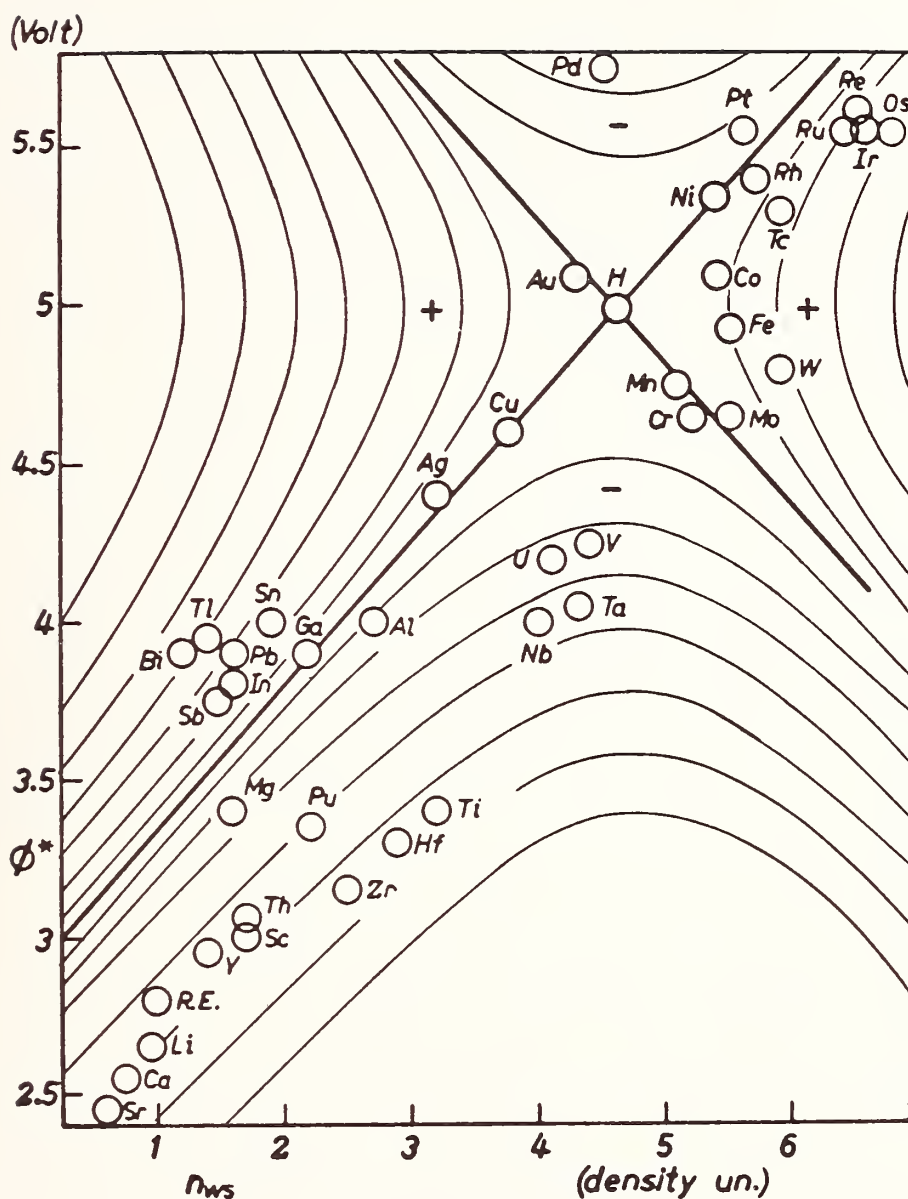 (Volt)
Pd
Re
Pt
Os
5.5
−
Ru
Ir
Rh
Ni
Tc
Au
H
Co
5
+
+
Fe
W
Mn
Cu
Cr
Mo
4.5
Ag
−
U
V
Sn
Tl
Ga
Al
Ta
4
Bi
Pb
Nb
In
Sb
3.5
Mg
Pu
Ti
ϕ*
Hf
Zr
Th
3
Sc
Y
R.E.
Li
Ca
2.5
Sr
1 2 3 4 5 6
nws (density un.)